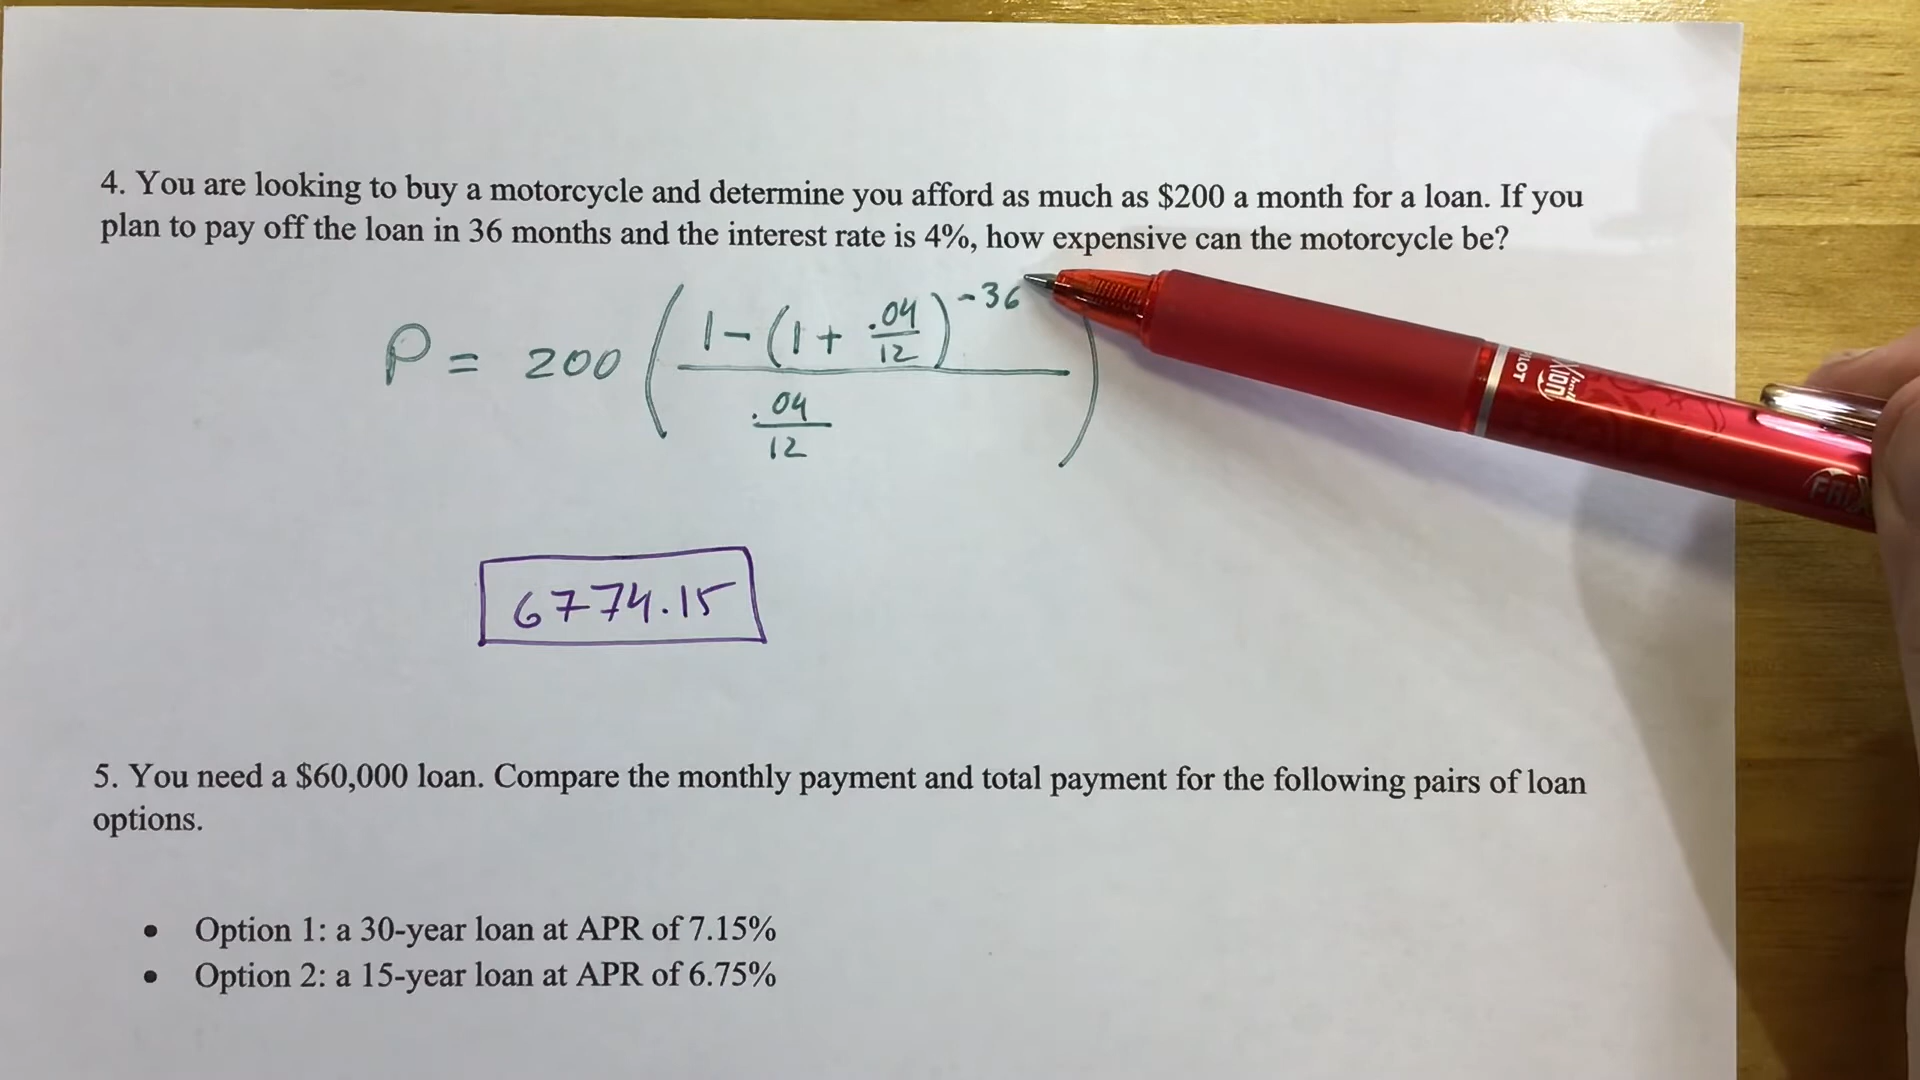 4. You are looking to buy a motorcycle and determine you afford as much as $200 a month for a loan. If you
plan to pay off the loan in 36 months and the interest rate is 4%, how expensive can the motorcycle be?
P = 200 ( 1 - (1 + .04/12)^-36 / .04/12 )
6774.15
5. You need a $60,000 loan. Compare the monthly payment and total payment for the following pairs of loan
options.
• Option 1: a 30-year loan at APR of 7.15%
• Option 2: a 15-year loan at APR of 6.75%
PILOT